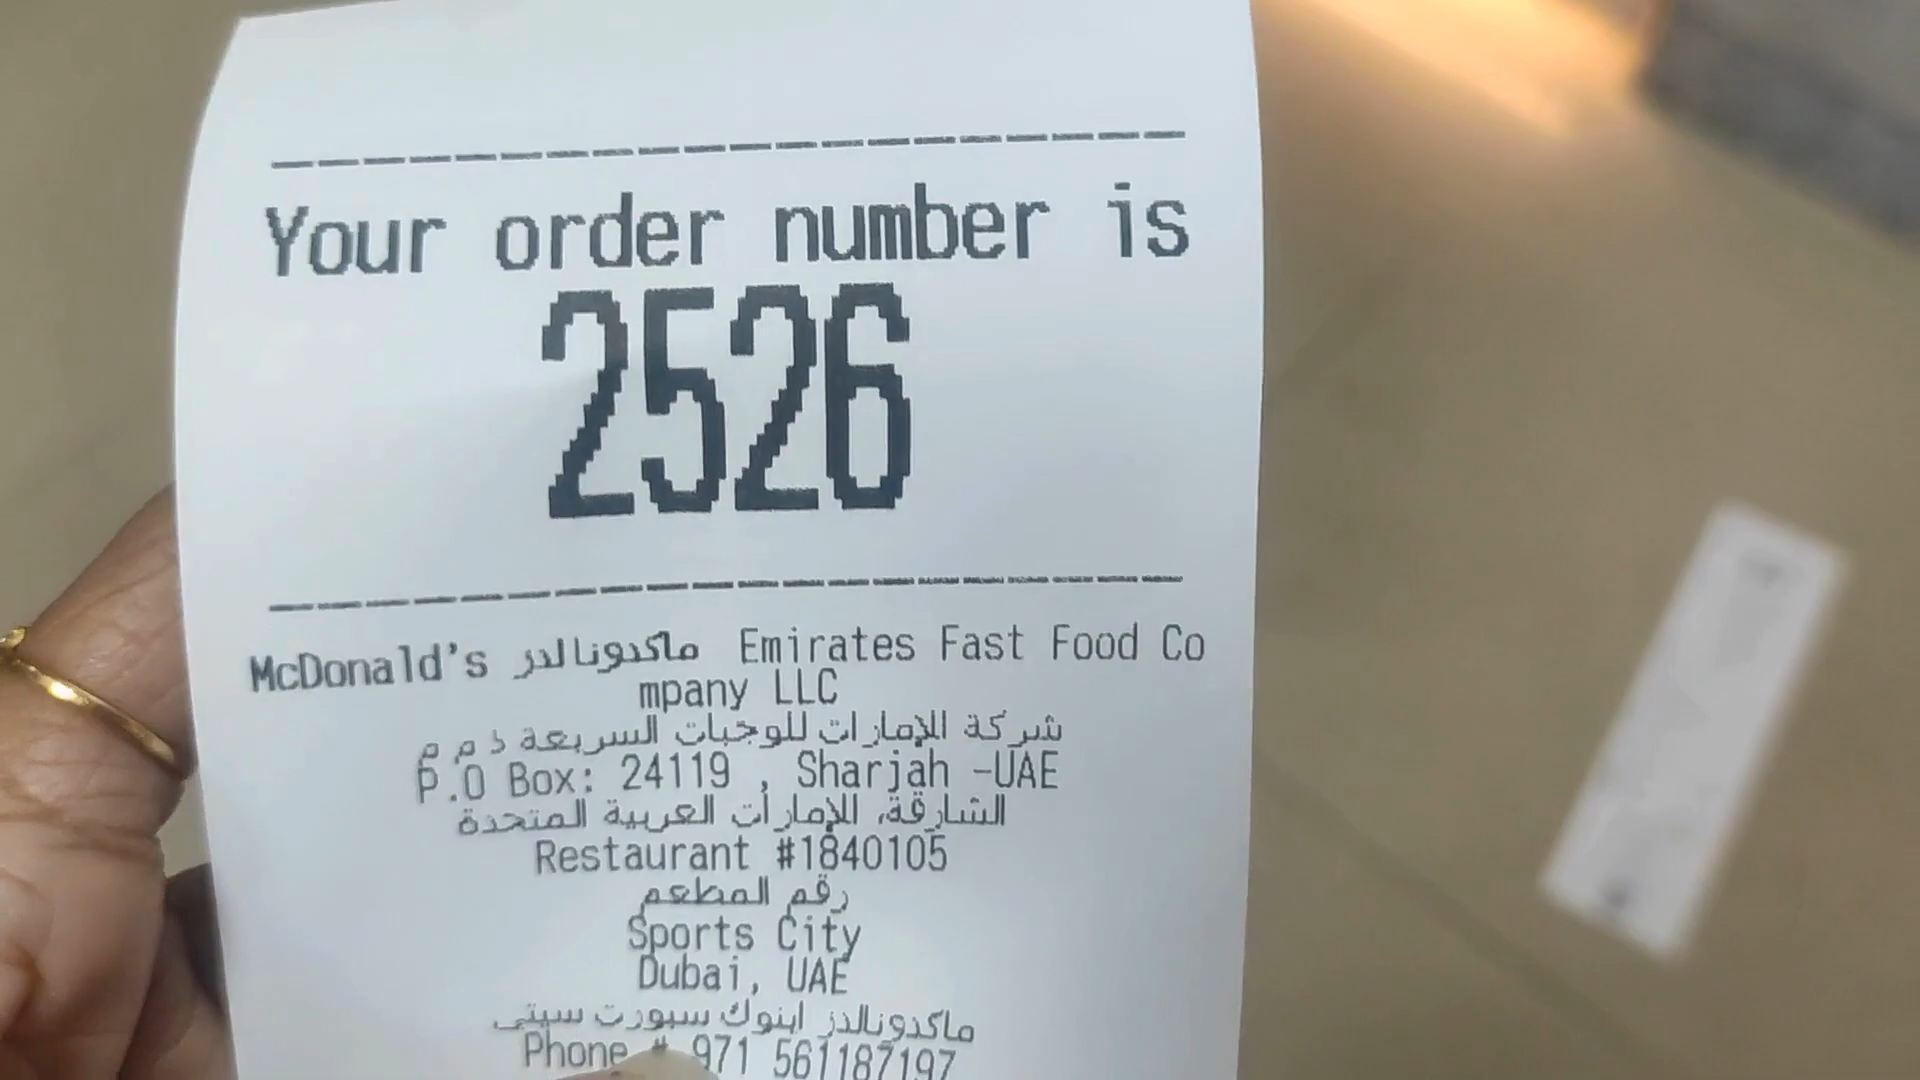 Your order number is
2526
McDonald's ماكدونالدز Emirates Fast Food Co
mpany LLC
شركة الإمارات للوجبات السريعة ذ م م
P.O Box: 24119 , Sharjah -UAE
الشارقة، الإمارات العربية المتحدة
Restaurant #1840105
رقم المطعم
Sports City
Dubai, UAE
ماكدونالدز اينوك سبورت سيتي
Phone # 971 561187197